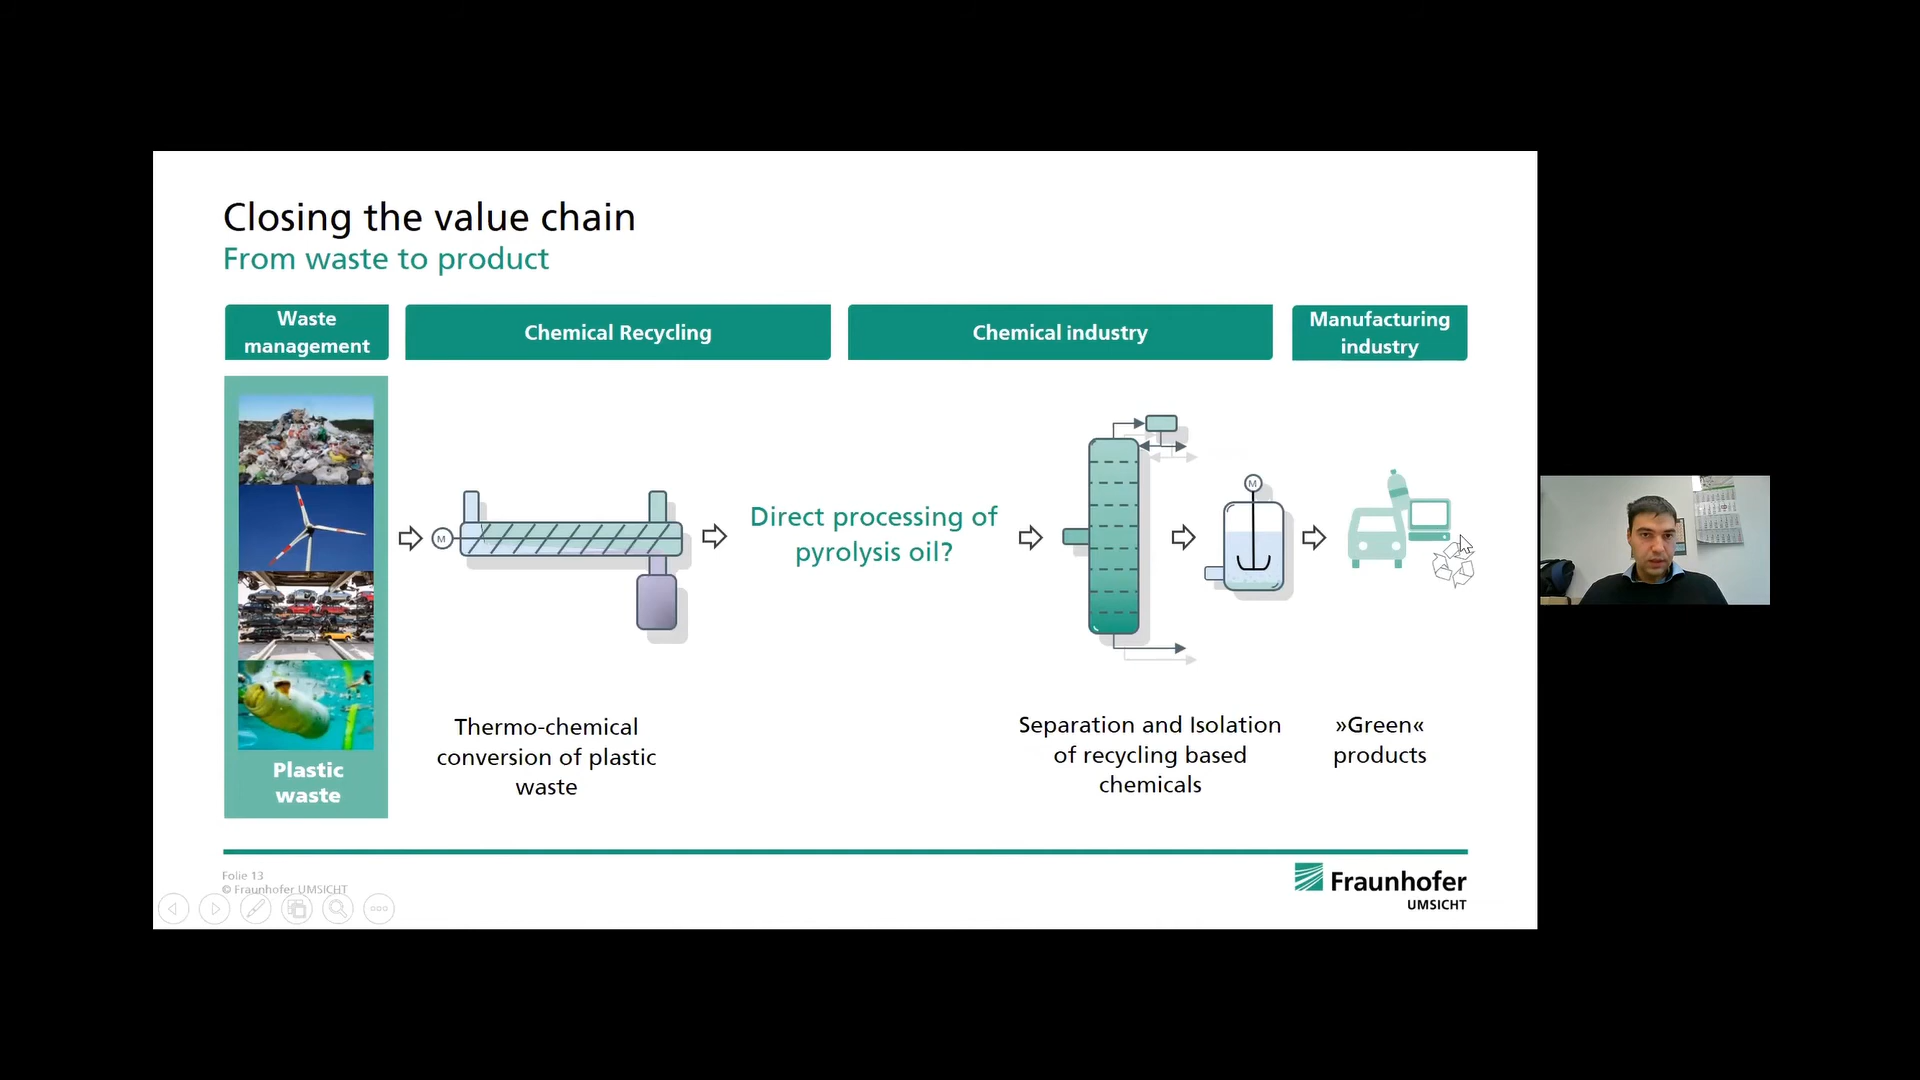 Closing the value chain
From waste to product
Waste
management
Chemical Recycling
Chemical industry
Manufacturing
industry
M
Direct processing of
pyrolysis oil?
M
Plastic
waste
Thermo-chemical
conversion of plastic
waste
Separation and Isolation
of recycling based
chemicals
»Green«
products
Folie 13
© Fraunhofer UMSICHT
Fraunhofer
UMSICHT